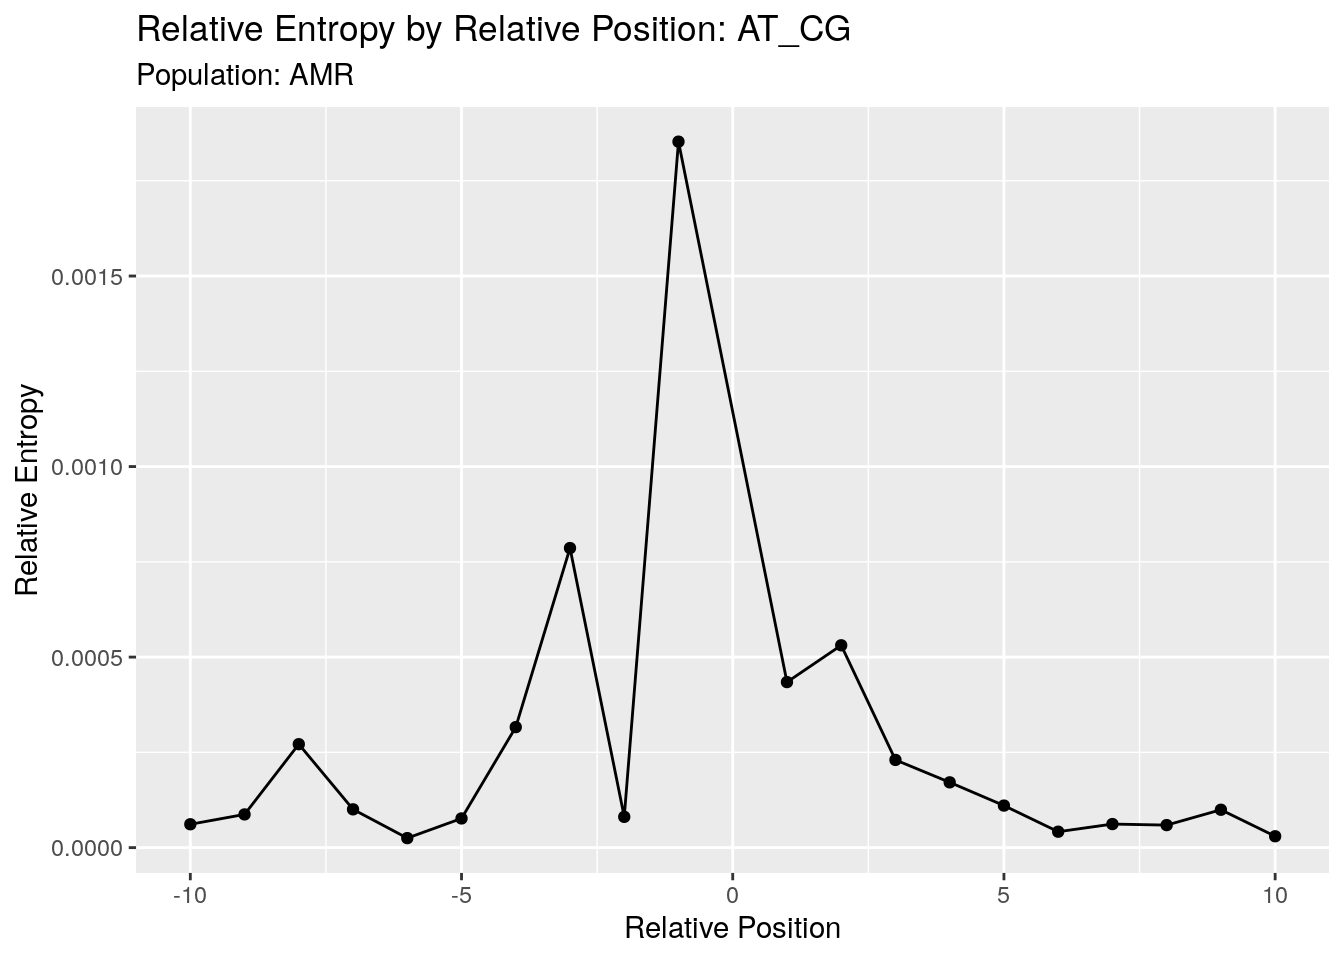 Relative Entropy by Relative Position: AT_CG
Population: AMR
Relative Entropy
0.0015
0.0010
0.0005
0.0000
-10
-5
0
5
10
Relative Position